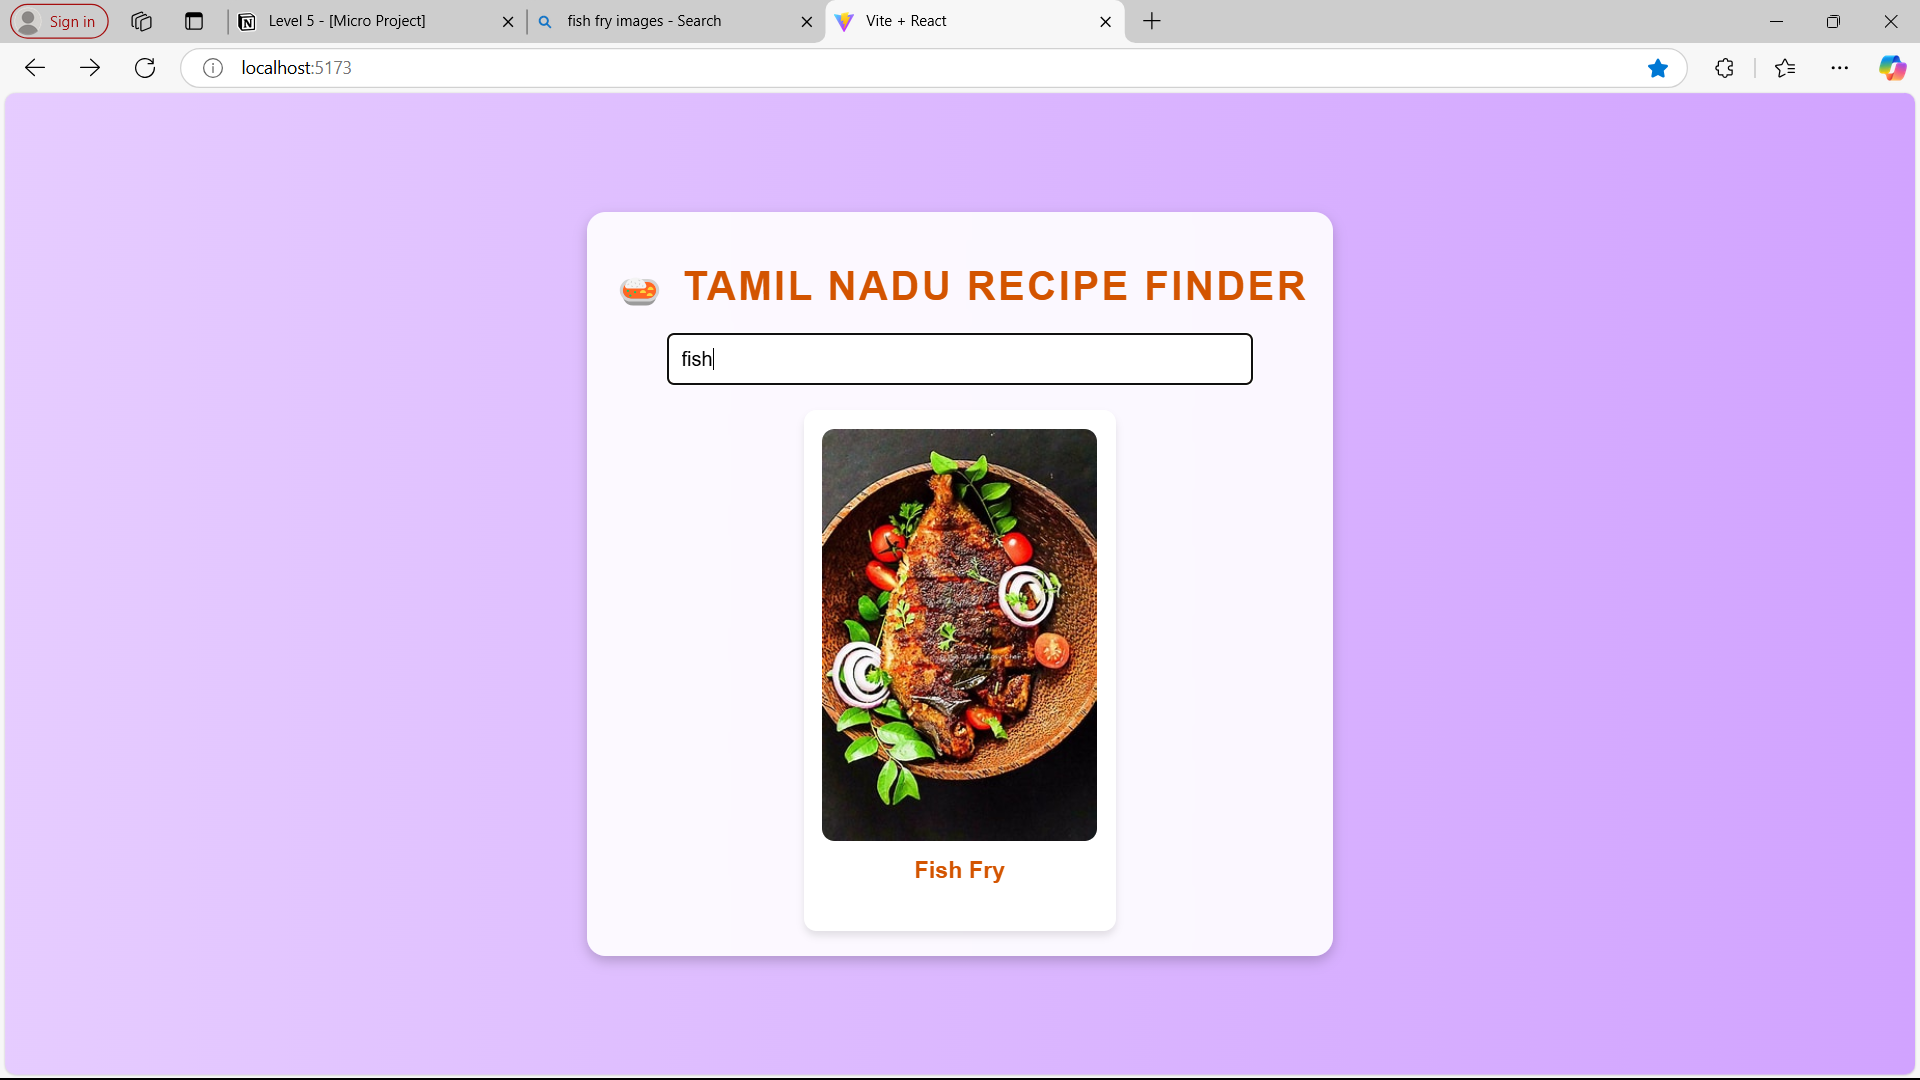 Sign in
Level 5 - [Micro Project]
fish fry images - Search
Vite + React
localhost:5173
TAMIL NADU RECIPE FINDER
fish
Fish Fry